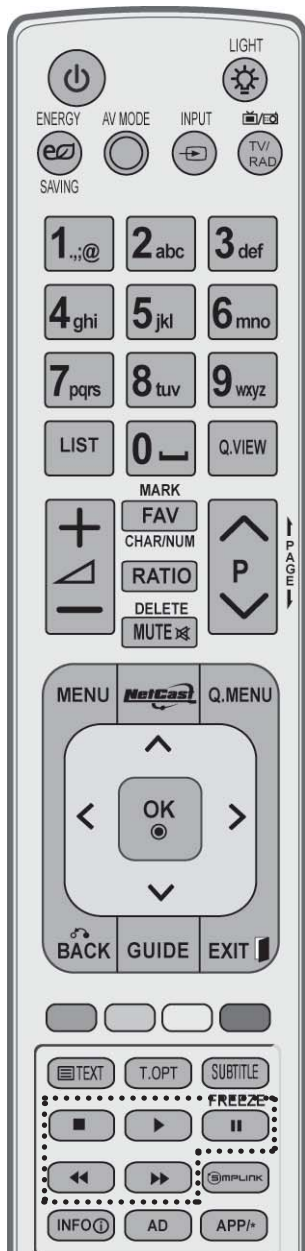 LIGHT
ENERGY AV MODE INPUT
TV/
RAD
SAVING
1.,;@ 2abc 3def
4ghi 5jkl 6mno
7pqrs 8tuv 9wxyz
LIST 0 Q.VIEW
MARK
FAV
CHAR/NUM
RATIO
P
PAGE
DELETE
MUTE
MENU NetCast Q.MENU
OK
BACK GUIDE EXIT
TEXT T.OPT SUBTITLE
FREEZE
SIMPLINK
INFO AD APP/*